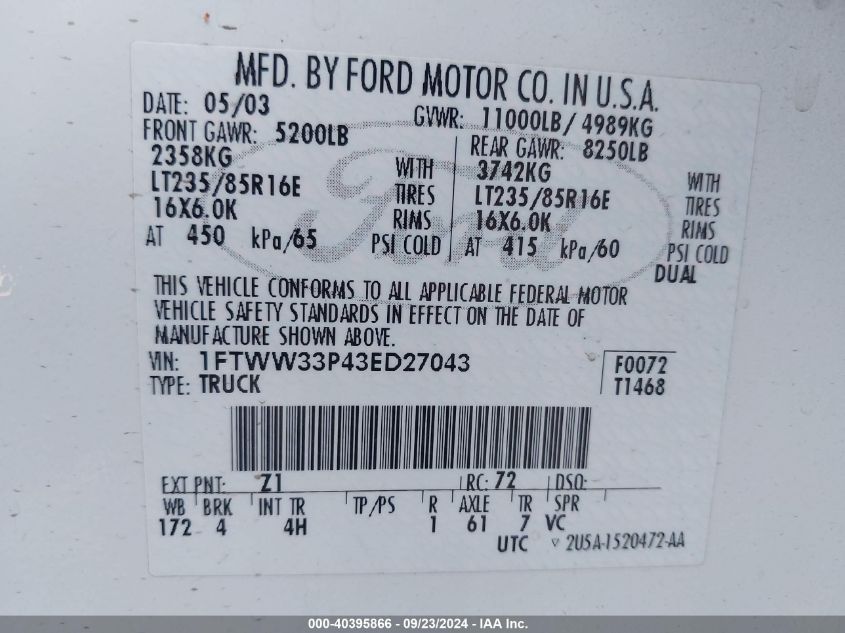 MFD. BY FORD MOTOR CO. IN U.S.A.
DATE: 05/03 GVWR: 11000LB/ 4989KG
FRONT GAWR: 5200LB REAR GAWR: 8250LB
2358KG WITH 3742KG WITH
LT235/85R16E TIRES LT235/85R16E TIRES
16X6.0K RIMS 16X6.0K RIMS
AT 450 kPa/65 PSI COLD AT 415 kPa/60 PSI COLD
DUAL
Ford
THIS VEHICLE CONFORMS TO ALL APPLICABLE FEDERAL MOTOR
VEHICLE SAFETY STANDARDS IN EFFECT ON THE DATE OF
MANUFACTURE SHOWN ABOVE.
VIN: 1FTWW33P43ED27043 F0072
TYPE: TRUCK T1468
EXT PNT: Z1 RC: 72 DSO:
WB BRK INT TR TP/PS R AXLE TR SPR
172 4 4H 1 61 7 VC
UTC ▽ 2U5A-1520472-AA
000-40395866 - 09/23/2024 - IAA Inc.